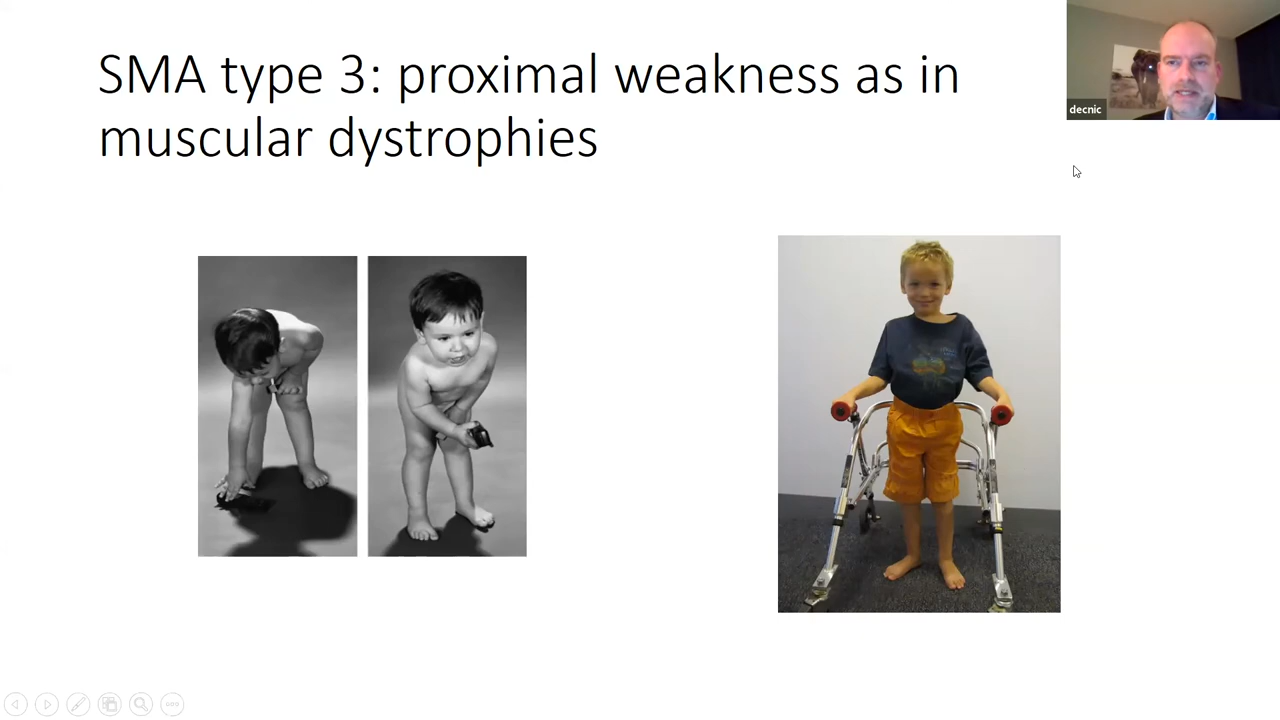 SMA type 3: proximal weakness as in
muscular dystrophies
decnic